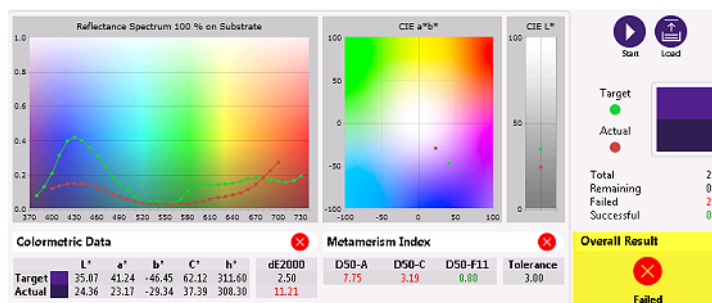 Reflectance Spectrum 100 % on Substrate
1.0
0.8
0.6
0.4
0.2
0.0
370 400 430 460 490 520 550 580 610 640 670 700 730
CIE a*b*
100
50
0
-50
-100
-100 -50 0 50 100
CIE L*
100
50
0
Start Load
Target
Actual
Total 2
Remaining 0
Failed 2
Successful 0
Colormetric Data
L* a* b* C* h* dE2000
Target 35.07 41.24 -46.45 62.12 311.60 2.50
Actual 24.36 23.17 -29.34 37.39 308.30 11.21
Metamerism Index
D50-A D50-C D50-F11 Tolerance
7.75 3.19 0.80 3.00
Overall Result
Failed